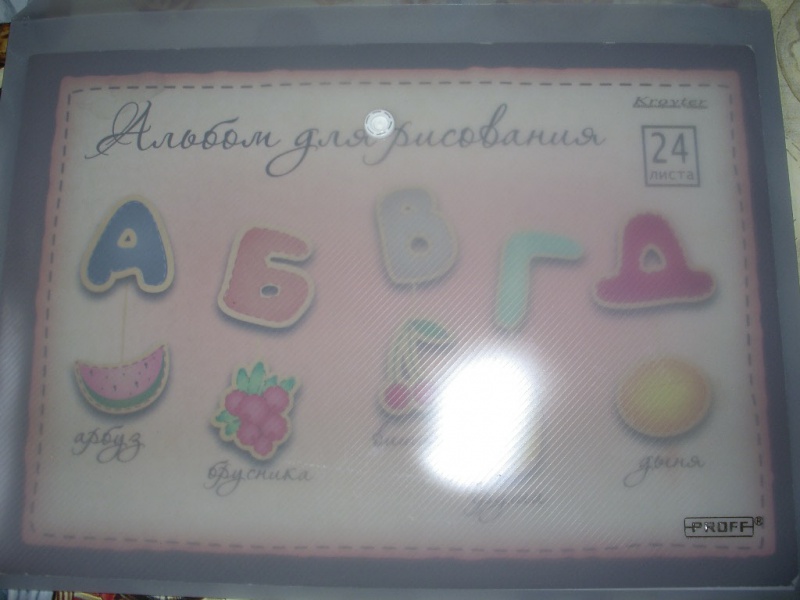 Kroyter
Альбом для рисования
24
листа
А Б В Г Д
арбуз
брусника
дыня
PROFF®